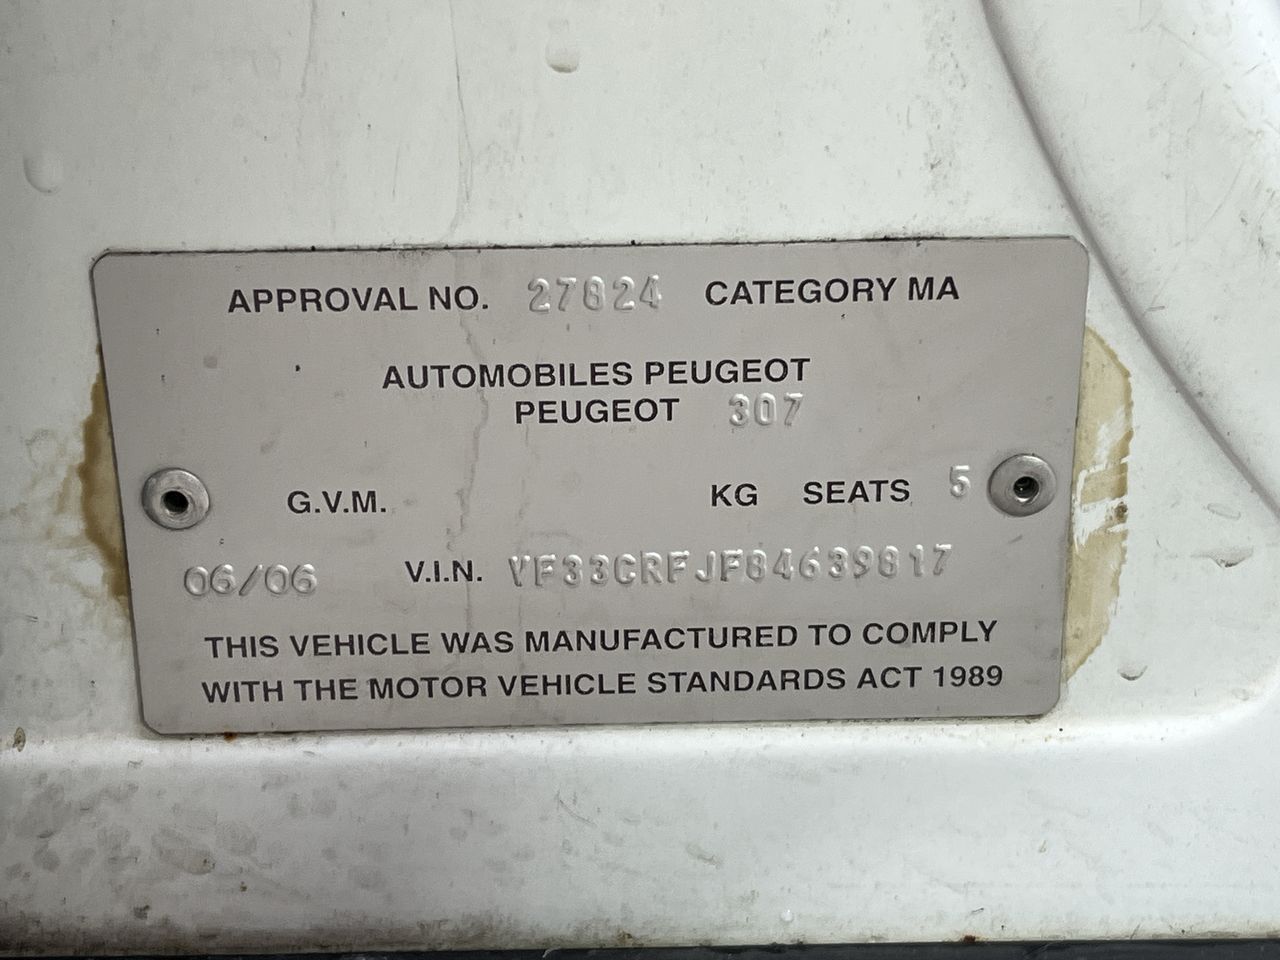 APPROVAL NO. 27824 CATEGORY MA
AUTOMOBILES PEUGEOT
PEUGEOT 307
G.V.M. KG SEATS 5
06/06 V.I.N. VF33CRFJF84639817
THIS VEHICLE WAS MANUFACTURED TO COMPLY
WITH THE MOTOR VEHICLE STANDARDS ACT 1989